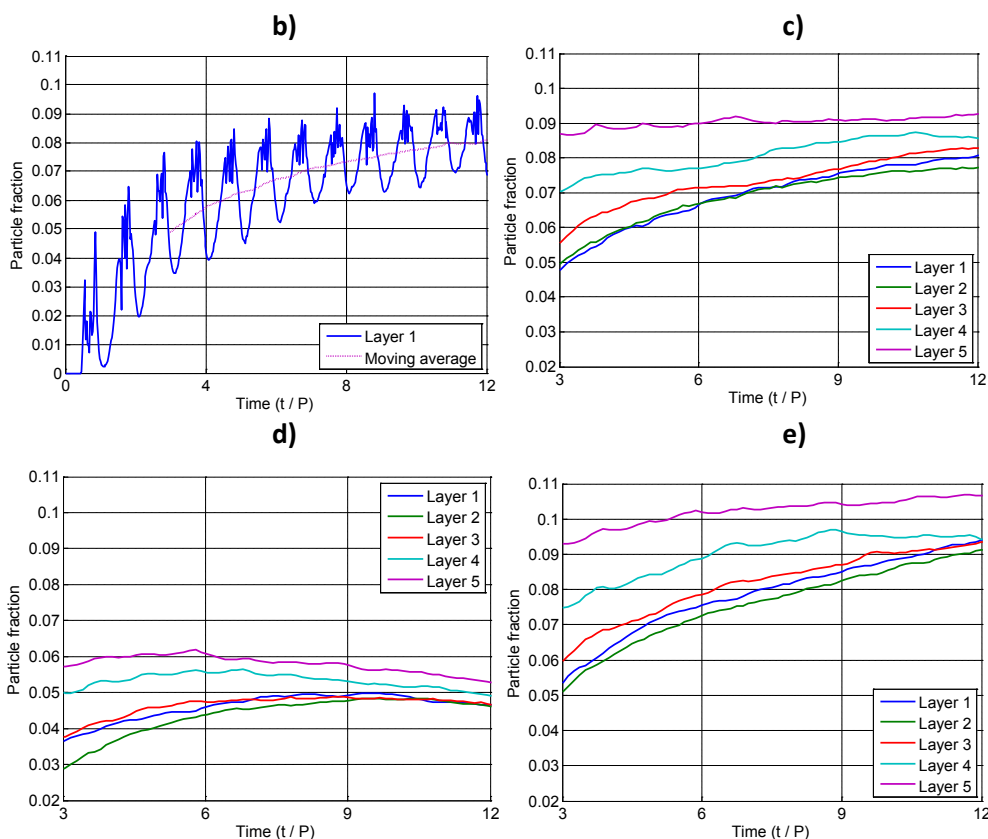 b)
0.11
0.1
0.09
0.08
0.07
0.06
0.05
0.04
0.03
0.02
0.01
0
Particle fraction
Layer 1
Moving average
0 4 8 12
Time (t / P)
c)
0.11
0.1
0.09
0.08
0.07
0.06
0.05
0.04
0.03
0.02
Particle fraction
Layer 1
Layer 2
Layer 3
Layer 4
Layer 5
3 6 9 12
Time (t / P)
d)
0.11
0.1
0.09
0.08
0.07
0.06
0.05
0.04
0.03
0.02
Particle fraction
Layer 1
Layer 2
Layer 3
Layer 4
Layer 5
3 6 9 12
Time (t / P)
e)
0.11
0.1
0.09
0.08
0.07
0.06
0.05
0.04
0.03
0.02
Particle fraction
Layer 1
Layer 2
Layer 3
Layer 4
Layer 5
3 6 9 12
Time (t / P)